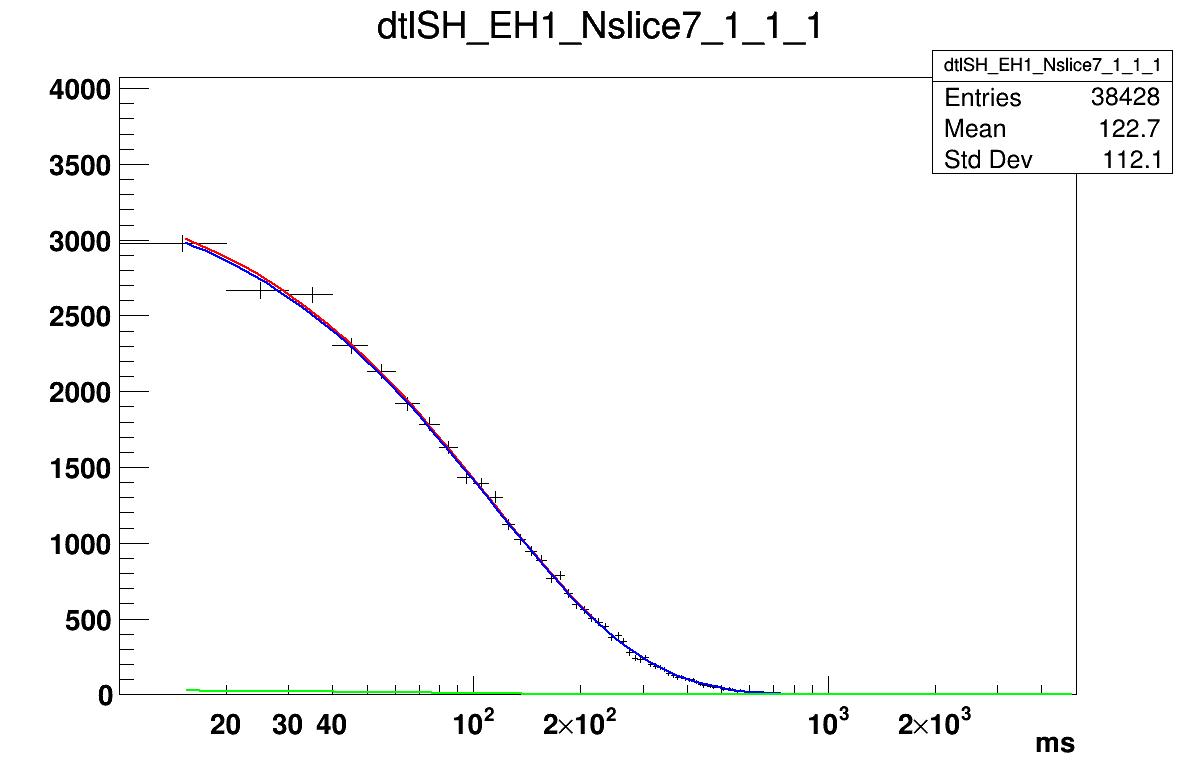 dtlSH_EH1_Nslice7_1_1_1
dtlSH_EH1_Nslice7_1_1_1
Entries 38428
Mean 122.7
Std Dev 112.1
4000
3500
3000
2500
2000
1500
1000
500
0
20 30 40 10² 2×10² 10³ 2×10³
ms